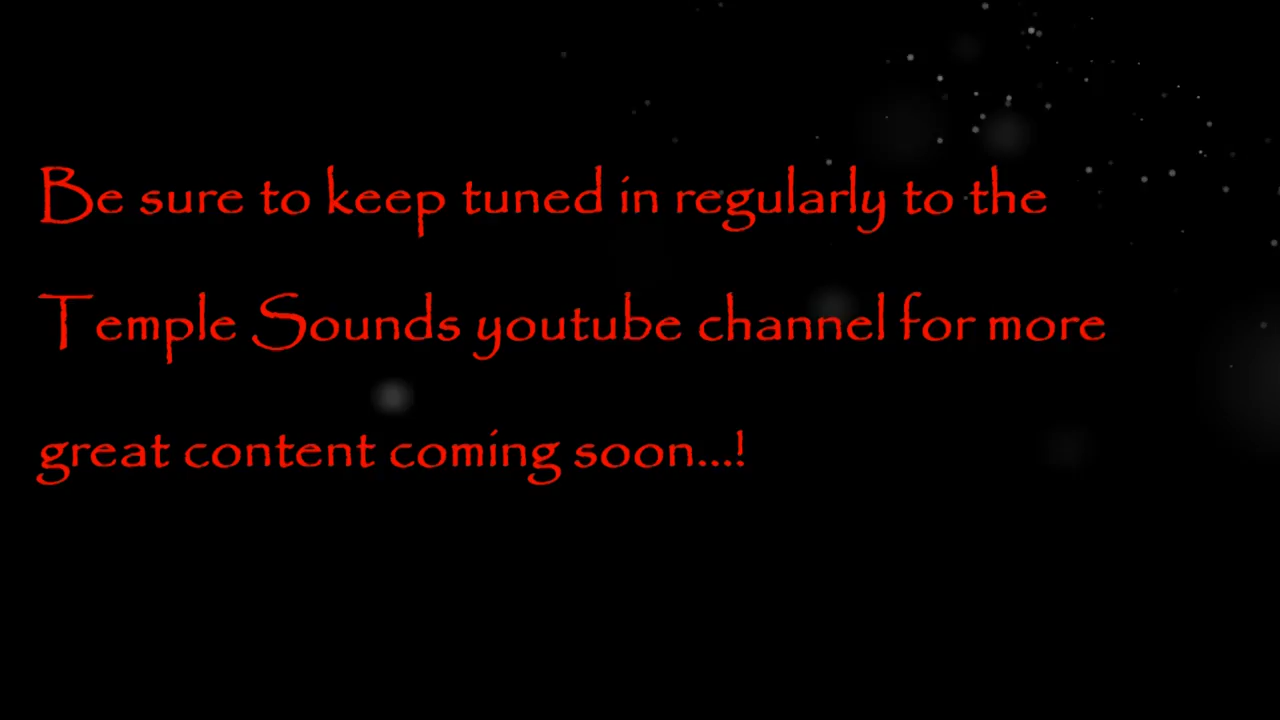 Be sure to keep tuned in regularly to the
Temple Sounds youtube channel for more
great content coming soon...!